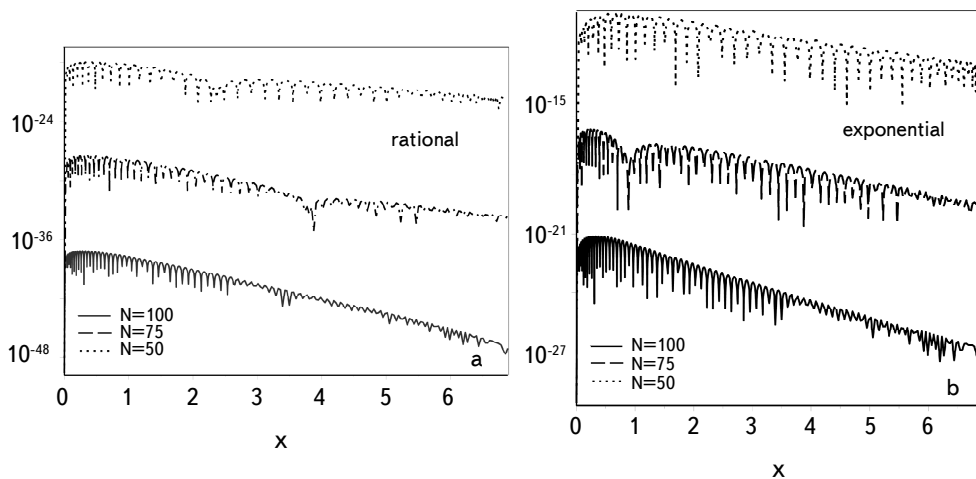 10^-24
rational
10^-36
N=100
N=75
N=50
10^-48
a
0 1 2 3 4 5 6
x
10^-15
exponential
10^-21
N=100
N=75
N=50
10^-27
b
0 1 2 3 4 5 6
x